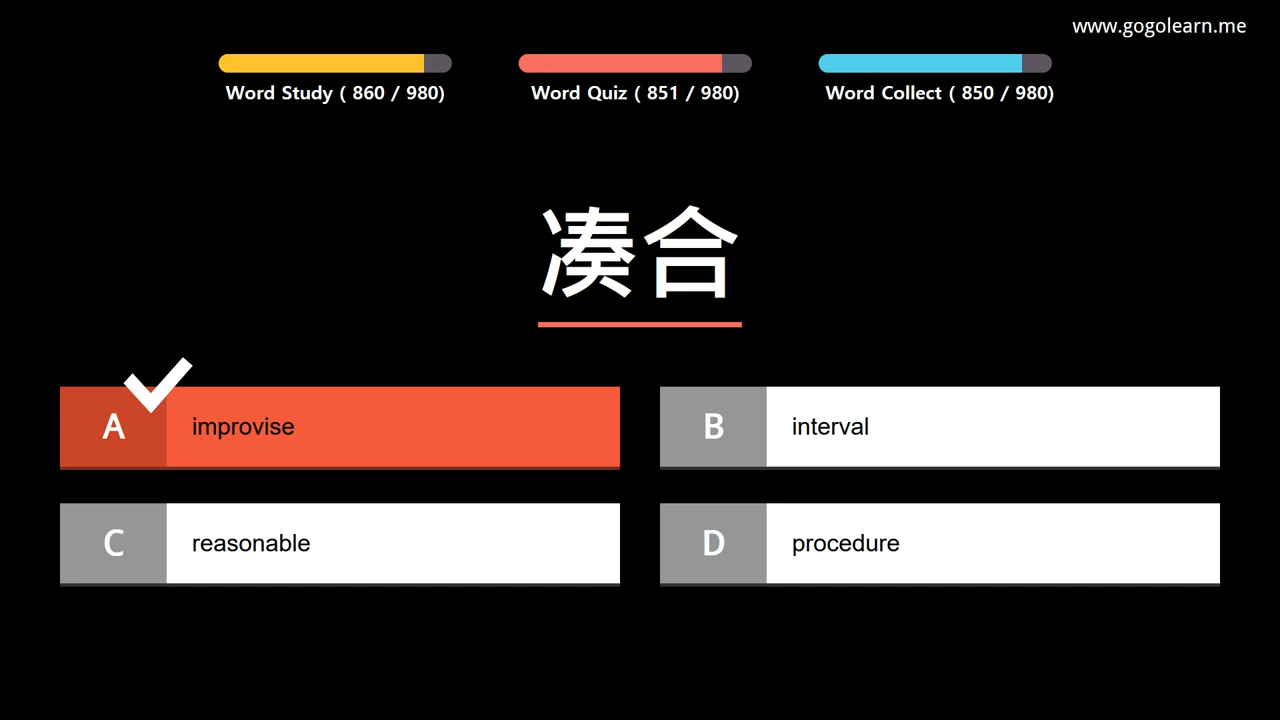 www.gogolearn.me
Word Study ( 860 / 980)
Word Quiz ( 851 / 980)
Word Collect ( 850 / 980)
凑合
A improvise
B interval
C reasonable
D procedure